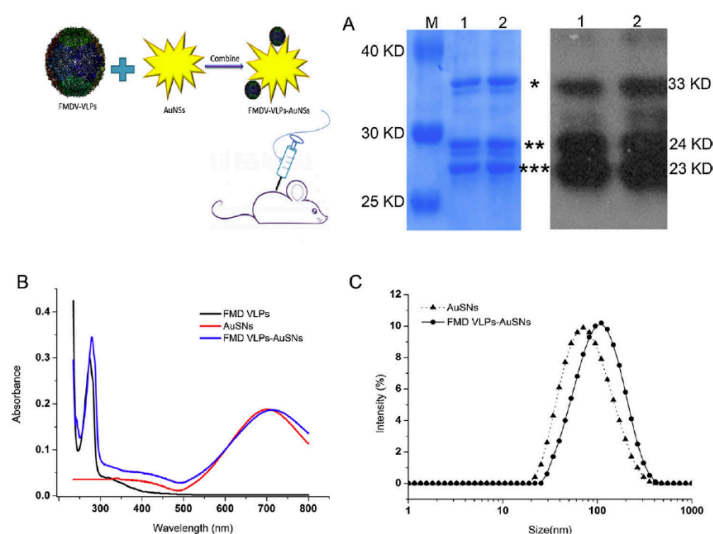 Combine
FMDV-VLPs
AuNSs
FMDV-VLPs-AuNSs
A
M 1 2
1 2
40 KD
30 KD
25 KD
*
**
***
33 KD
24 KD
23 KD
B
FMD VLPs
AuSNs
FMD VLPs-AuSNs
Absorbance
0.4
0.3
0.2
0.1
0.0
300 400 500 600 700 800
Wavelength (nm)
C
AuSNs
FMD VLPs-AuSNs
Intensity (%)
12
10
8
6
4
2
0
1 10 100 1000
Size(nm)